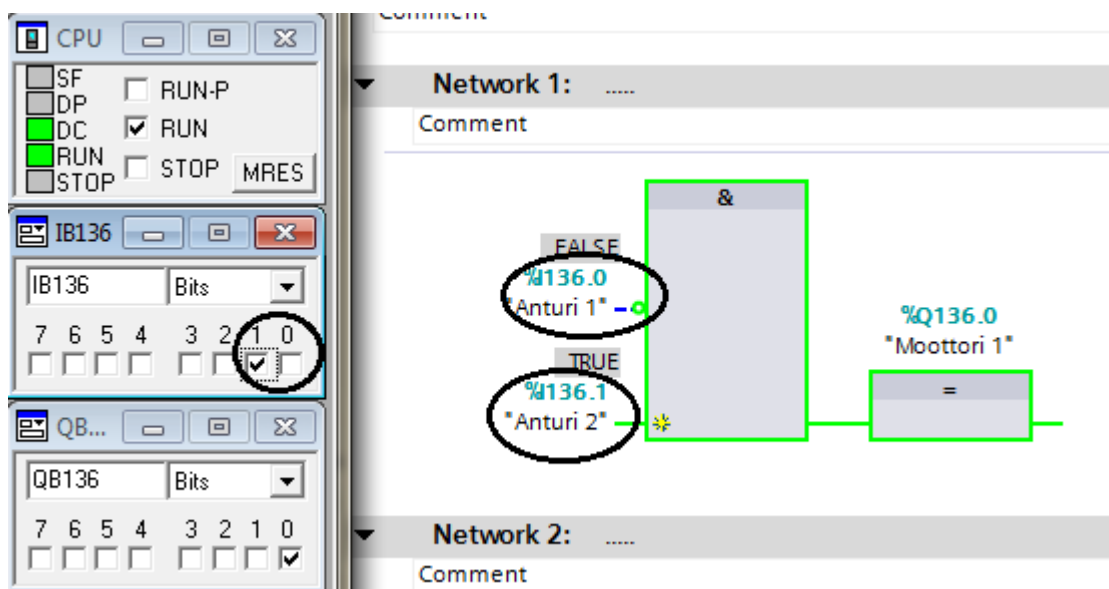 Comment
CPU
SF
DP
DC
RUN
STOP
RUN-P
RUN
STOP
MRES
IB136
IB136
Bits
7 6 5 4 3 2 1 0
QB...
QB136
Bits
7 6 5 4 3 2 1 0
Network 1: .....
Comment
&
FALSE
%I136.0
"Anturi 1"
TRUE
%I136.1
"Anturi 2"
%Q136.0
"Moottori 1"
=
Network 2: .....
Comment